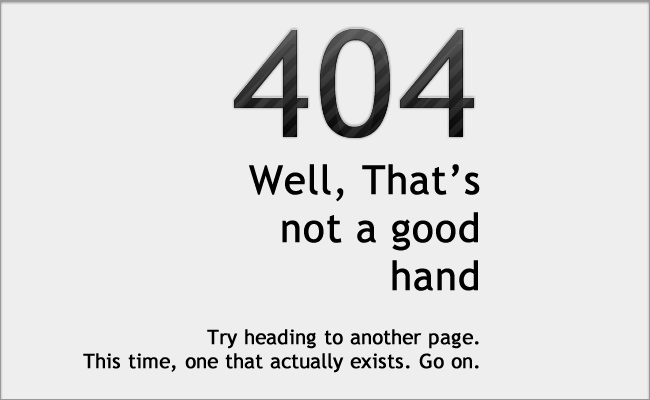 404
Well, That’s
not a good
hand
Try heading to another page.
This time, one that actually exists. Go on.